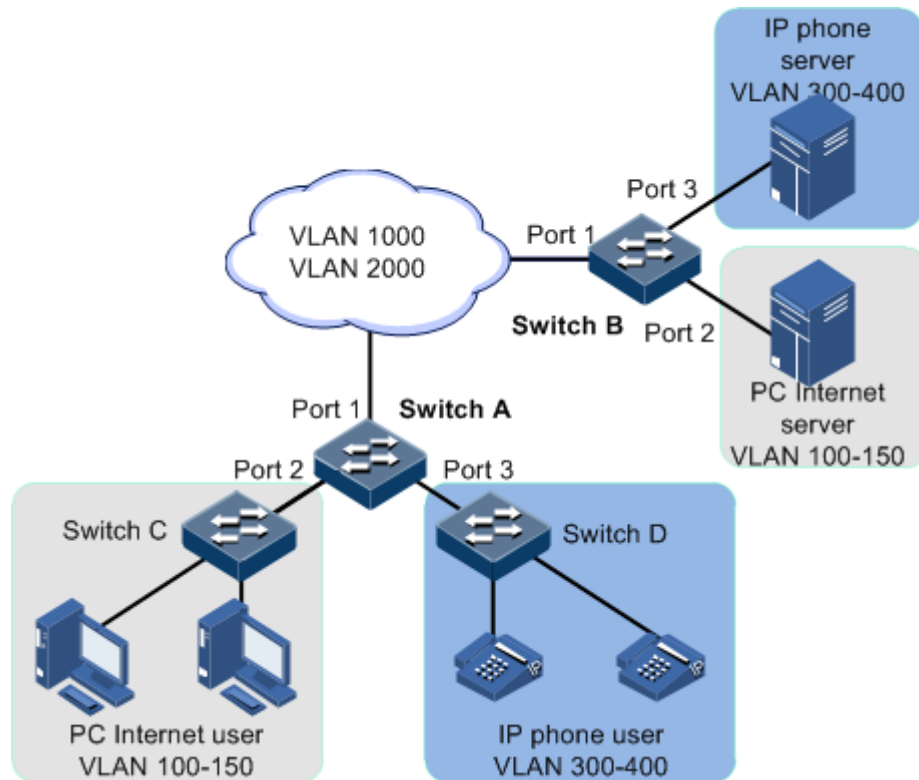 IP phone
server
VLAN 300-400
Port 3
VLAN 1000
VLAN 2000
Port 1
Switch B
Port 2
PC Internet
server
VLAN 100-150
Port 1
Switch A
Port 2
Port 3
Switch C
Switch D
IP
IP
PC Internet user
VLAN 100-150
IP phone user
VLAN 300-400